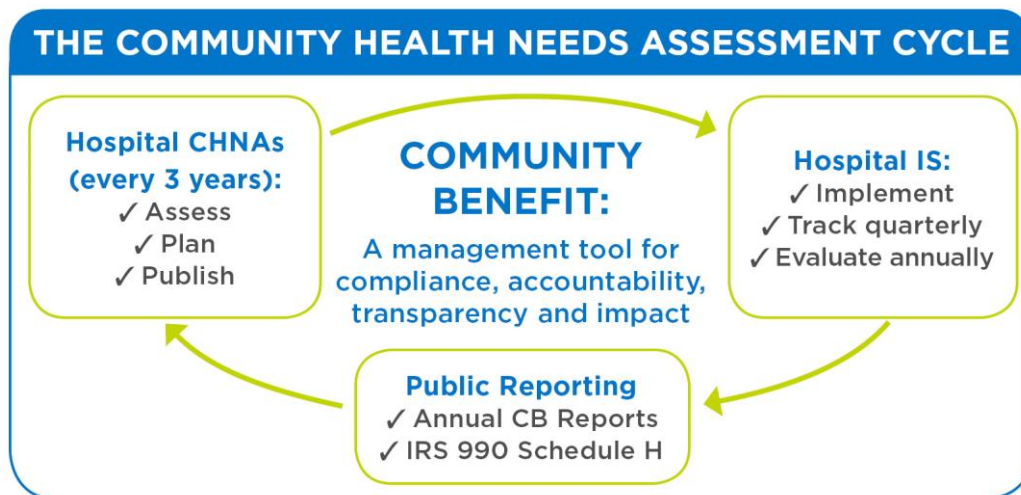 THE COMMUNITY HEALTH NEEDS ASSESSMENT CYCLE
Hospital CHNAs
(every 3 years):
✓ Assess
✓ Plan
✓ Publish
COMMUNITY
BENEFIT:
A management tool for
compliance, accountability,
transparency and impact
Hospital IS:
✓ Implement
✓ Track quarterly
✓ Evaluate annually
Public Reporting
✓ Annual CB Reports
✓ IRS 990 Schedule H